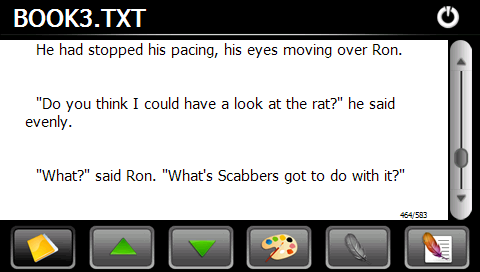 BOOK3.TXT
He had stopped his pacing, his eyes moving over Ron.
"Do you think I could have a look at the rat?" he said
evenly.
"What?" said Ron. "What's Scabbers got to do with it?"
464/583